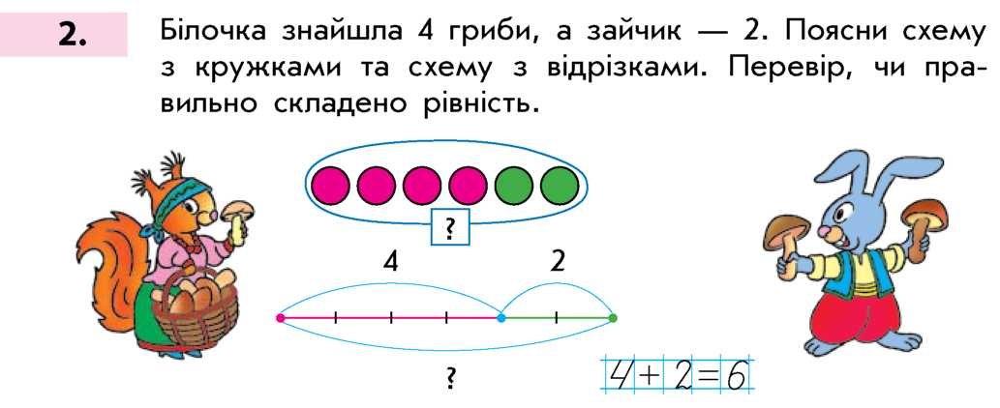 2.
Білочка знайшла 4 гриби, а зайчик — 2. Поясни схему
з кружками та схему з відрізками. Перевір, чи пра-
вильно складено рівність.
?
4 2
?
4+2=6